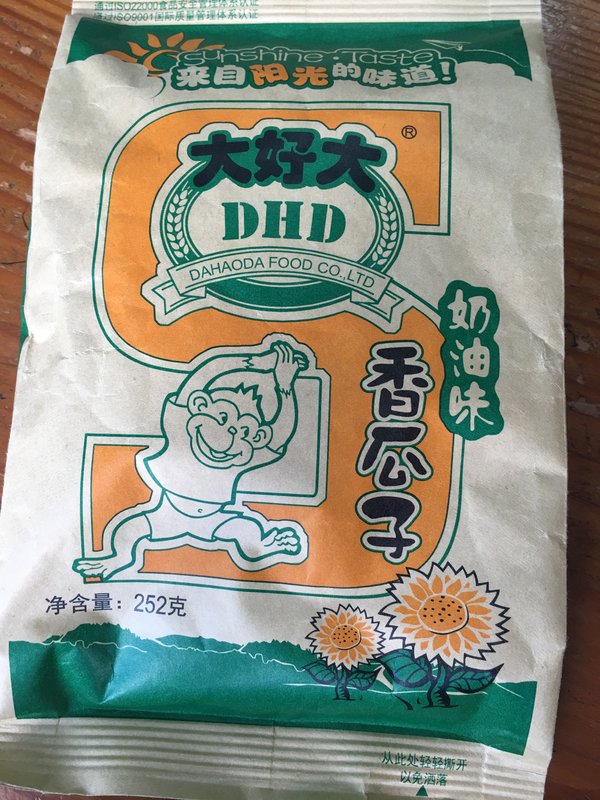 通过ISO22000食品安全管理体系认证
通过ISO9001国际质量管理体系认证
sunshine·Taste
来自阳光的味道!
大好大
®
DHD
DAHAODA FOOD CO.,LTD
奶油味
香瓜子
净含量：252克
从此处轻轻撕开
以免洒落